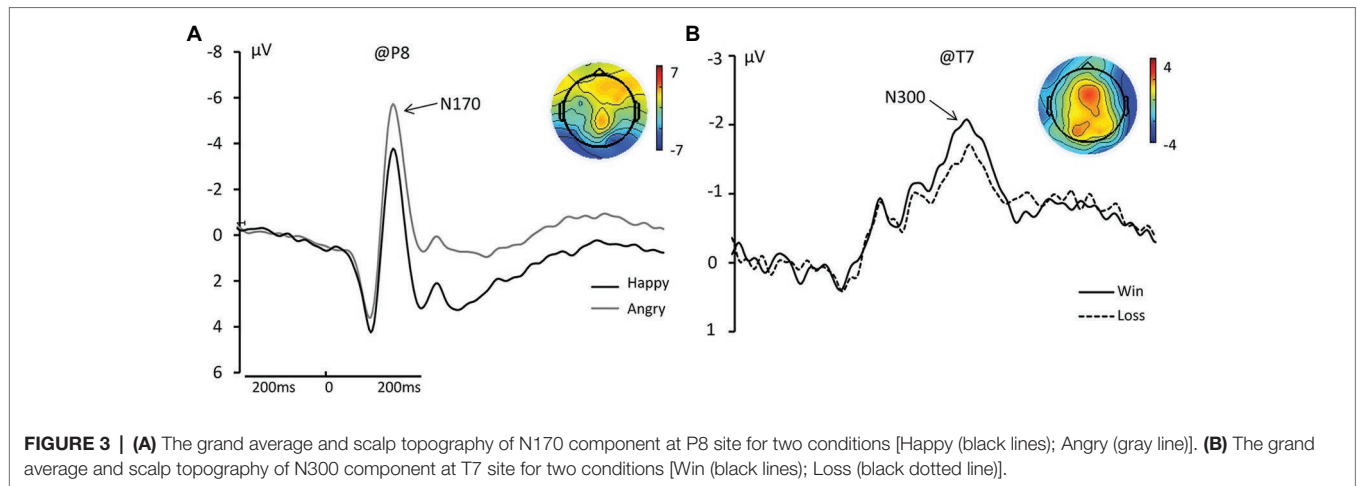 A
B
-8
µV
@P8
7
-7
-6
N170
-4
-2
0
2
4
6
1
Happy
Angry
200ms
0
200ms
-3
µV
@T7
4
-4
N300
-2
-1
0
1
Win
Loss
FIGURE 3 | (A) The grand average and scalp topography of N170 component at P8 site for two conditions [Happy (black lines); Angry (gray line)]. (B) The grand
average and scalp topography of N300 component at T7 site for two conditions [Win (black lines); Loss (black dotted line)].